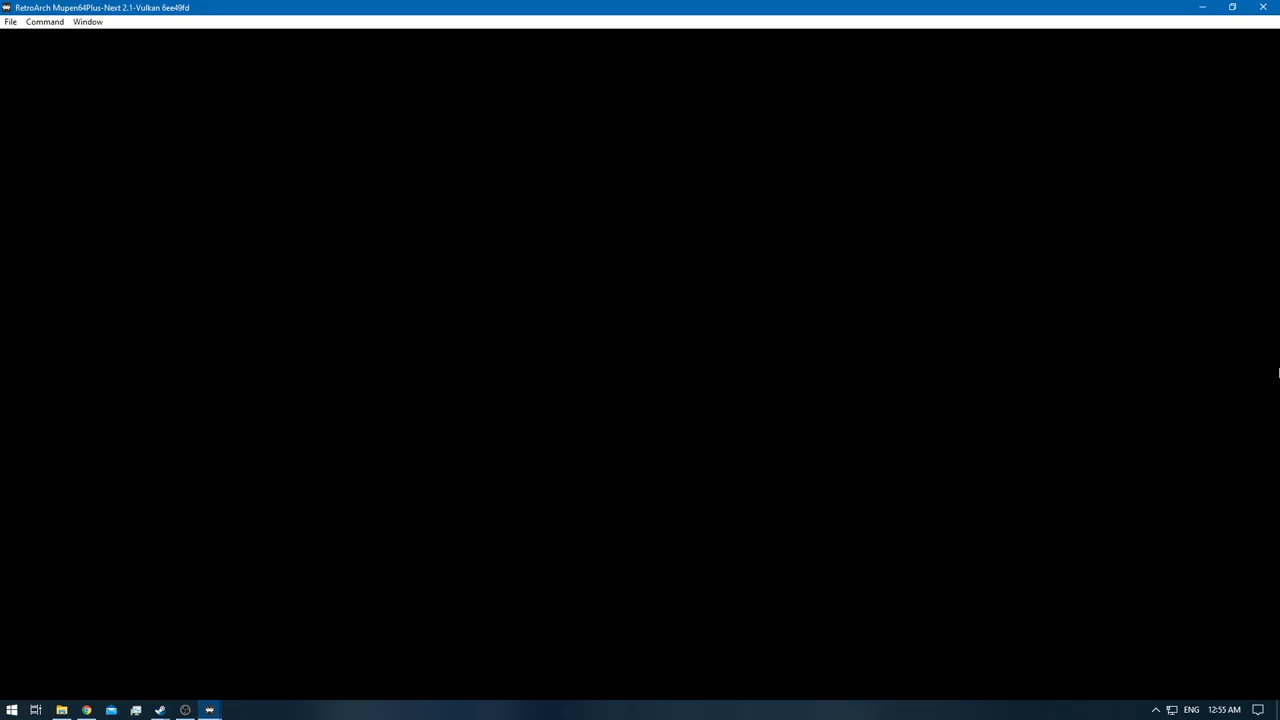 RetroArch Mupen64Plus-Next 2.1-Vulkan 6ee49fd
File Command Window
ENG 12:55 AM